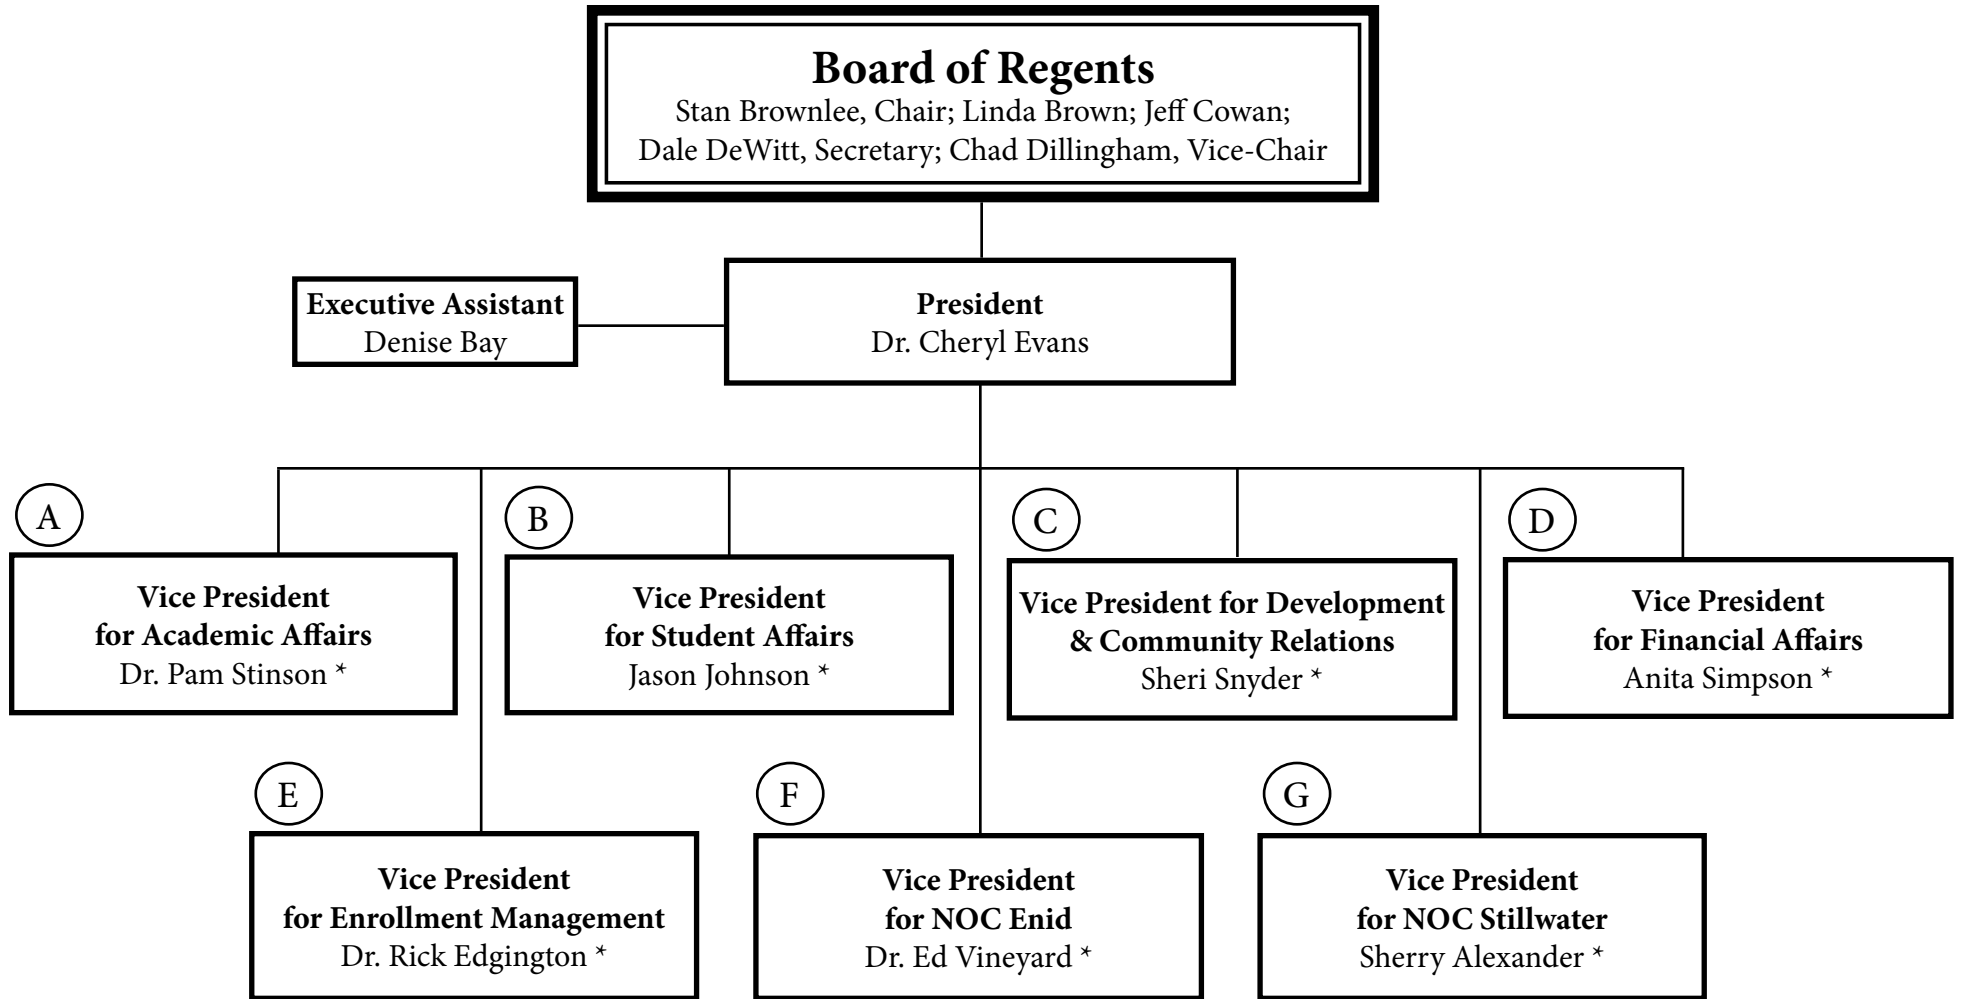 Board of Regents
Stan Brownlee, Chair; Linda Brown; Jeff Cowan;
Dale DeWitt, Secretary; Chad Dillingham, Vice-Chair
Executive Assistant
Denise Bay
President
Dr. Cheryl Evans
A
Vice President
for Academic Affairs
Dr. Pam Stinson *
B
Vice President
for Student Affairs
Jason Johnson *
C
Vice President for Development
& Community Relations
Sheri Snyder *
D
Vice President
for Financial Affairs
Anita Simpson *
E
Vice President
for Enrollment Management
Dr. Rick Edgington *
F
Vice President
for NOC Enid
Dr. Ed Vineyard *
G
Vice President
for NOC Stillwater
Sherry Alexander *